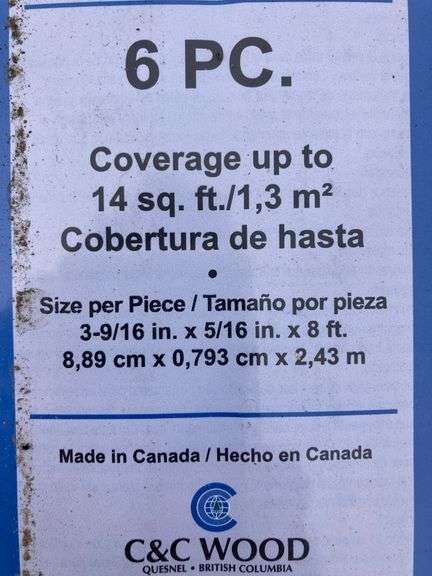 6 PC.
Coverage up to
14 sq. ft./1,3 m²
Cobertura de hasta
•
Size per Piece / Tamaño por pieza
3-9/16 in. x 5/16 in. x 8 ft.
8,89 cm x 0,793 cm x 2,43 m
Made in Canada / Hecho en Canada
C&C WOOD
QUESNEL • BRITISH COLUMBIA